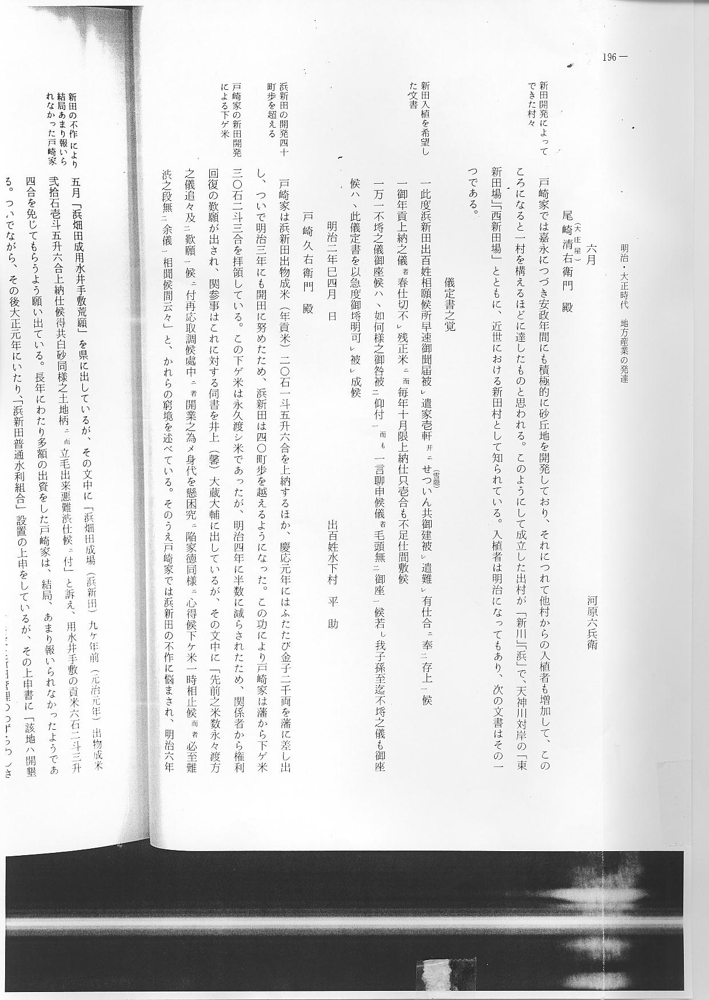 196 —
明治・大正時代　地方産業の発達
六月
河原六兵衛
（大庄屋）
尾崎清右衛門　殿
新田開発によって
できた村々
戸崎家では嘉永につづき安政年間にも積極的に砂丘地を開発しており、それにつれて他村からの入植者も増加して、この
ころになると一村を構えるほどに達したものと思われる。このようにして成立した出村が「新川」「浜」で、天神川対岸の「東
新田場」「西新田場」とともに、近世における新田村として知られている。入植者は明治になってもあり、次の文書はその一
つである。
儀定書之覚
新田入植を希望し
た文書
（雪隠）
一此度浜新田出百姓相願候所早速御聞届被レ遣家壱軒并ニせついん共御建被レ遣難レ有仕合ニ奉ニ存上一候
一御年貢上納之儀者春仕切不レ残正米ニ而毎年十月限上納仕只壱合も不足仕間敷候
一万一不埒之儀御座候ハヽ如何様之御咎被ニ仰付一而も一言聊申候儀者毛頭無ニ御座一候若し我子孫至迄不埒之儀も御座
候ハヽ此儀定書を以急度御埒明可レ被レ成候
明治二年巳四月　日
出百姓水下村　平　助
戸崎久右衛門　殿
浜新田の開発四十
町歩を超える
戸崎家は浜新田出物成米（年貢米）二〇石一斗五升六合を上納するほか、慶応元年にはふたたび金子二千両を藩に差し出
し、ついで明治三年にも開田に努めたため、浜新田は四〇町歩を越えるようになった。この功により戸崎家は藩から下ゲ米
戸崎家の新田開発
による下ゲ米
三〇石二斗三合を拝領している。この下ゲ米は永久渡シ米であったが、明治四年に半数に減らされたため、関係者から権利
回復の歎願が出され、関参事はこれに対する伺書を井上（馨）大蔵大輔に出しているが、その文中に「先前之米数永々渡方
之儀追々及ニ歎願一候ニ付再応取調候處中ニ者開業之為メ身代を懸困究ニ陥家徳同様ニ心得候下ケ米一時相止候而者必至難
渋之段無ニ余儀一相聞候間云々」と、かれらの窮境を述べている。そのうえ戸崎家では浜新田の不作に悩まされ、明治六年
新田の不作により
結局あまり報いら
れなかった戸崎家
五月「浜畑田成用水井手敷荒願」を県に出しているが、その文中に「浜畑田成場（浜新田）九ヶ年前（元治元年）出物成米
弐拾石壱斗五升六合上納仕候得共白砂同様之土地柄ニ而立毛出来悪難渋仕候ニ付」と訴え、用水井手敷の貢米六石二斗三升
四合を免じてもらうよう願い出ている。長年にわたり多額の出資をした戸崎家は、結局、あまり報いられなかったようであ
る。ついでながら、その後大正元年にいたり、「浜新田普通水利組合」設置の上申をしているが、その上申書に「該地ハ開墾